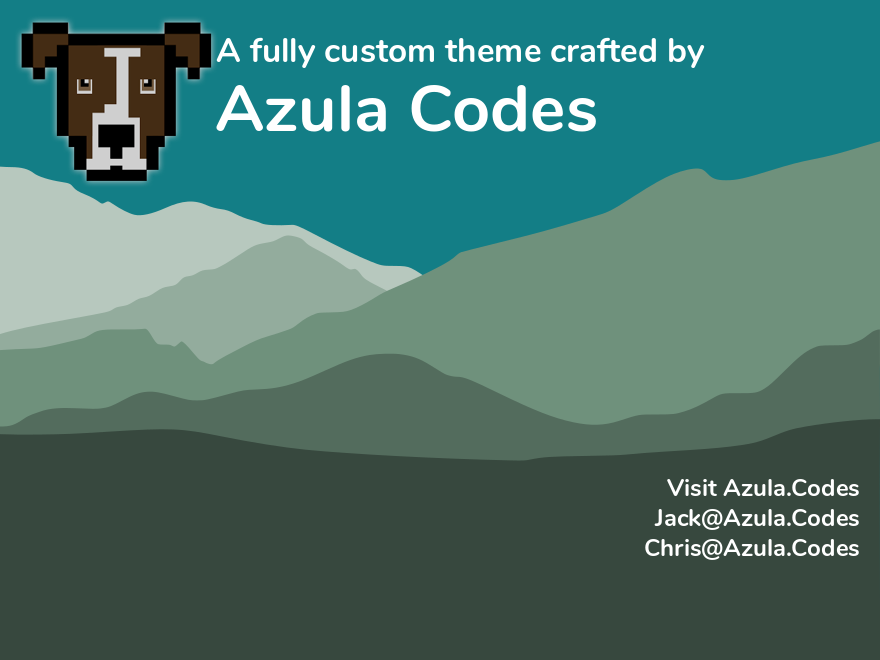 A fully custom theme crafted by
Azula Codes
Visit Azula.Codes
Jack@Azula.Codes
Chris@Azula.Codes